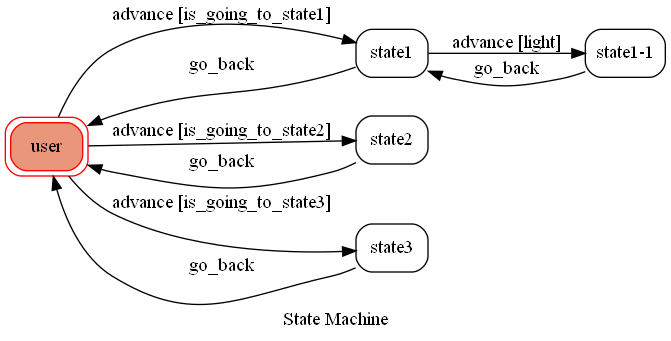 advance [is_going_to_state1]
state1
advance [light]
state1-1
go_back
go_back
user
advance [is_going_to_state2]
state2
go_back
advance [is_going_to_state3]
state3
go_back
State Machine